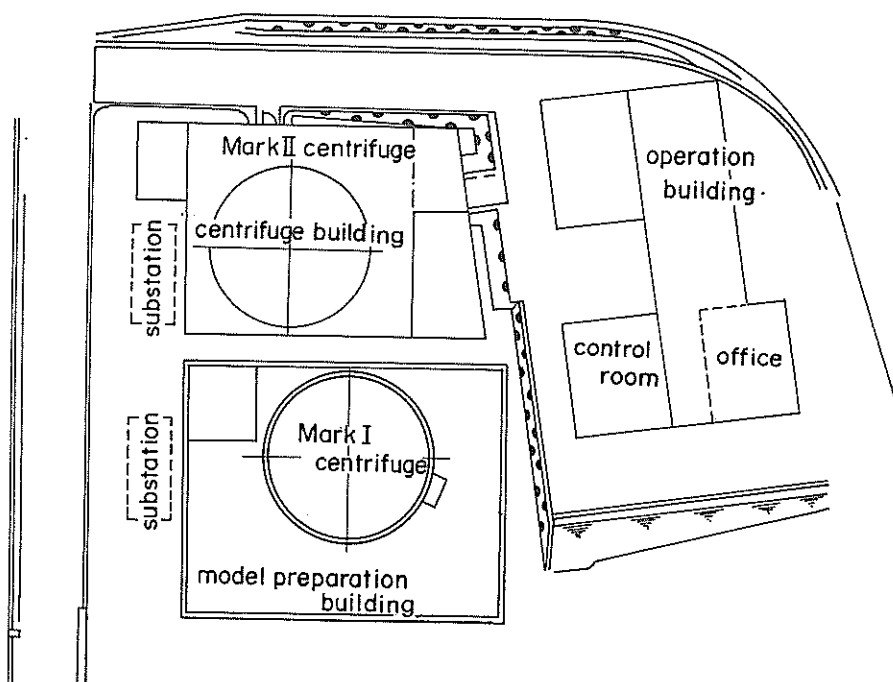 Mark II centrifuge
centrifuge building
substation
operation
building
control
room
office
Mark I
centrifuge
substation
model preparation
building